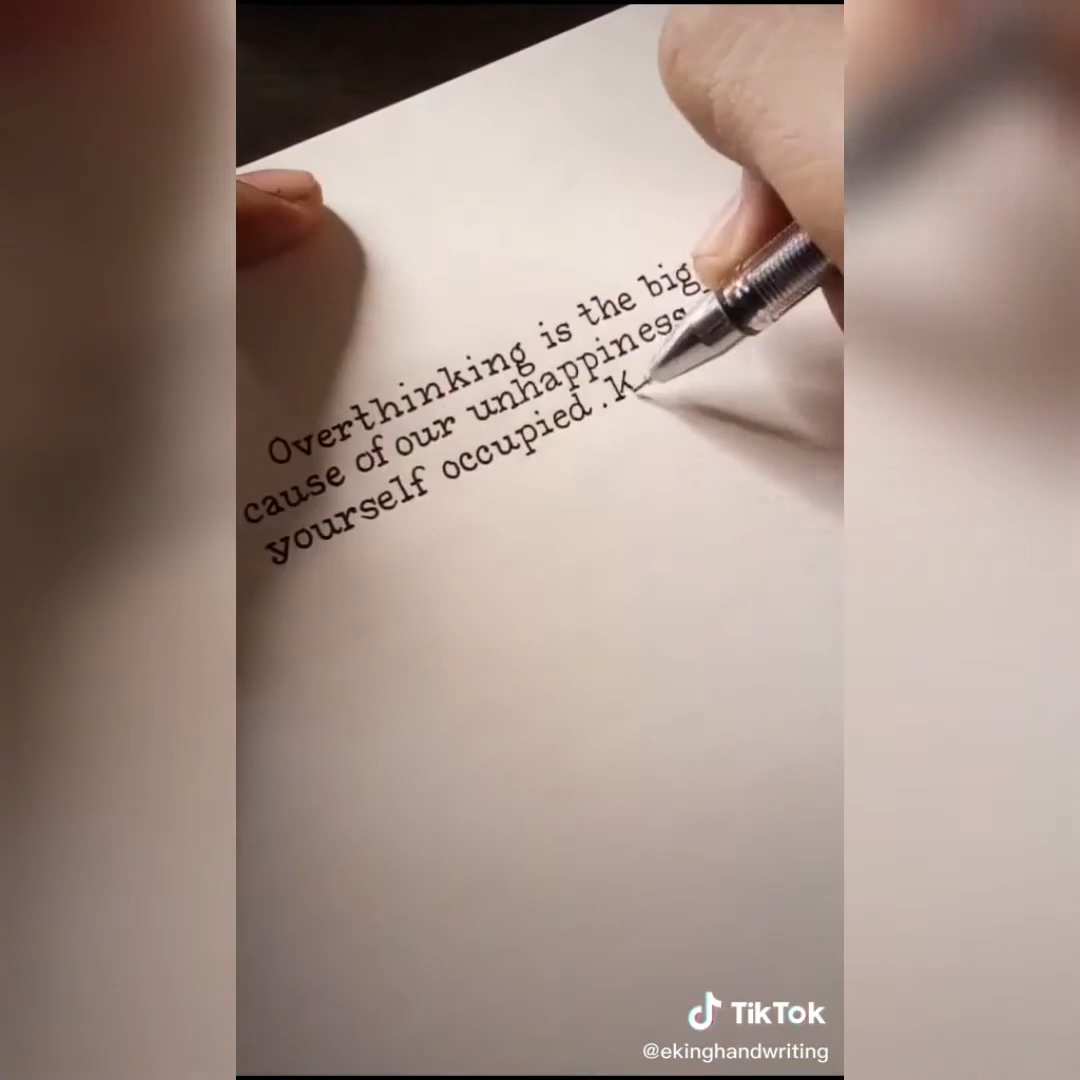 Overthinking is the big
cause of our unhappiness
yourself occupied. K
TikTok
@ekinghandwriting